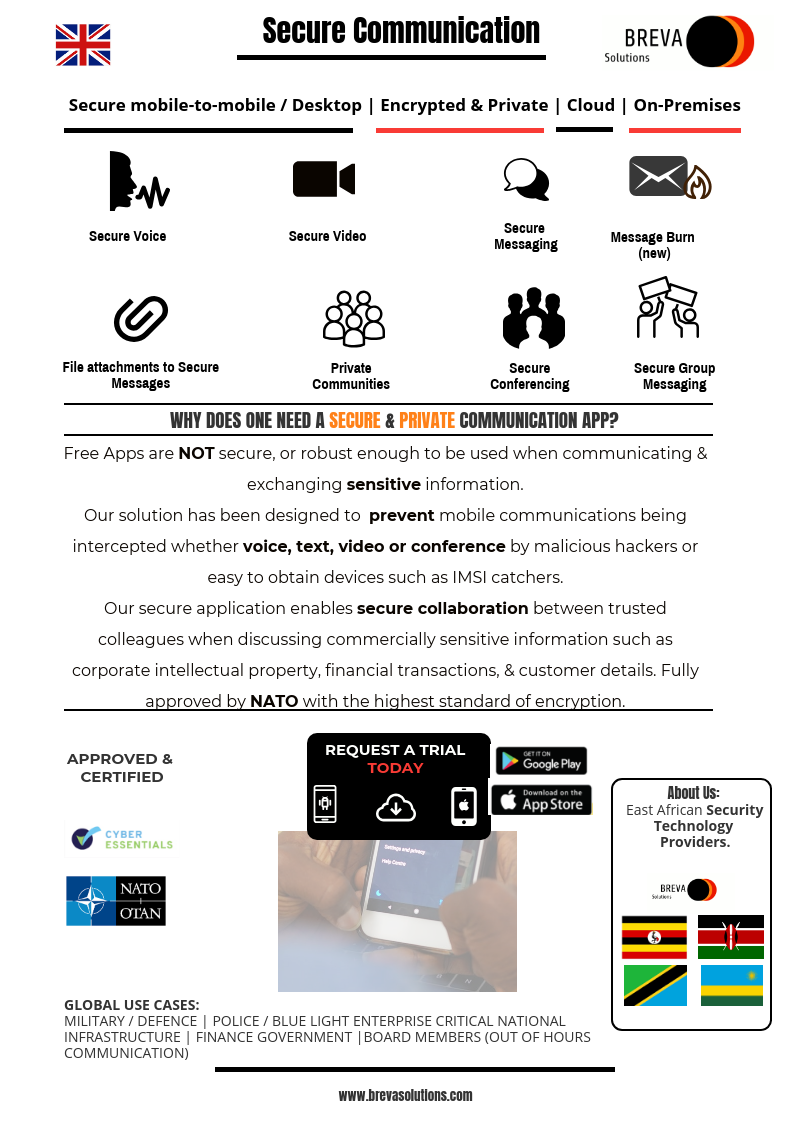 Secure Communication
BREVA
Solutions
Secure mobile-to-mobile / Desktop | Encrypted & Private | Cloud | On-Premises
Secure Voice
Secure Video
Secure
Messaging
Message Burn
(new)
File attachments to Secure
Messages
Private
Communities
Secure
Conferencing
Secure Group
Messaging
WHY DOES ONE NEED A SECURE & PRIVATE COMMUNICATION APP?
Free Apps are NOT secure, or robust enough to be used when communicating &
exchanging sensitive information.
Our solution has been designed to prevent mobile communications being
intercepted whether voice, text, video or conference by malicious hackers or
easy to obtain devices such as IMSI catchers.
Our secure application enables secure collaboration between trusted
colleagues when discussing commercially sensitive information such as
corporate intellectual property, financial transactions, & customer details. Fully
approved by NATO with the highest standard of encryption.
APPROVED &
CERTIFIED
CYBER
ESSENTIALS
NATO
OTAN
REQUEST A TRIAL
TODAY
GET IT ON
Google Play
Download on the
App Store
Settings and privacy
Help Centre
About Us:
East African Security
Technology
Providers.
BREVA
Solutions
GLOBAL USE CASES:
MILITARY / DEFENCE | POLICE / BLUE LIGHT ENTERPRISE CRITICAL NATIONAL
INFRASTRUCTURE | FINANCE GOVERNMENT |BOARD MEMBERS (OUT OF HOURS
COMMUNICATION)
www.brevasolutions.com